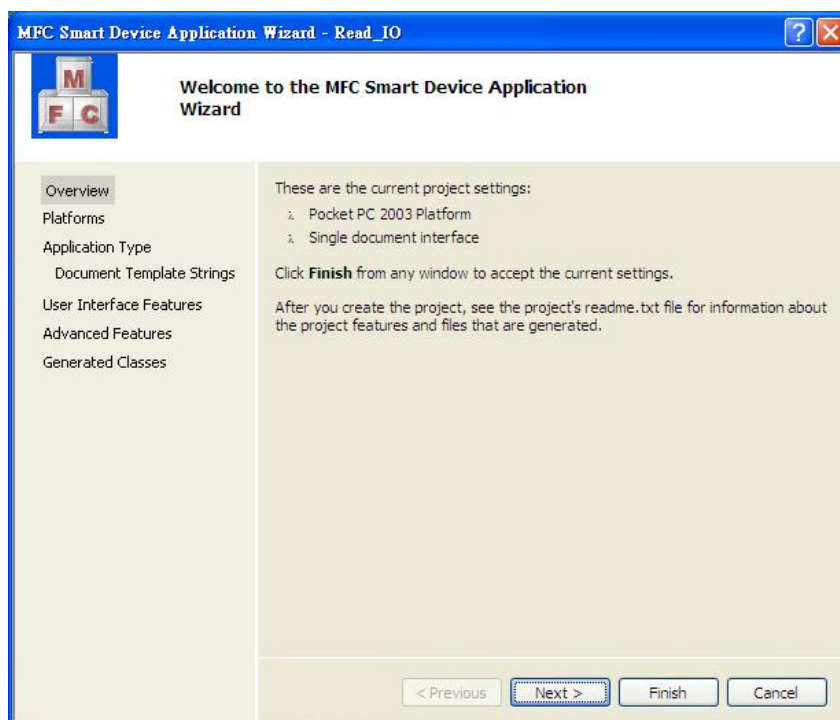 MFC Smart Device Application Wizard - Read_IO
?
X
M
F C
Welcome to the MFC Smart Device Application
Wizard
Overview
Platforms
Application Type
Document Template Strings
User Interface Features
Advanced Features
Generated Classes
These are the current project settings:
λ Pocket PC 2003 Platform
λ Single document interface
Click Finish from any window to accept the current settings.
After you create the project, see the project's readme.txt file for information about
the project features and files that are generated.
< Previous
Next >
Finish
Cancel